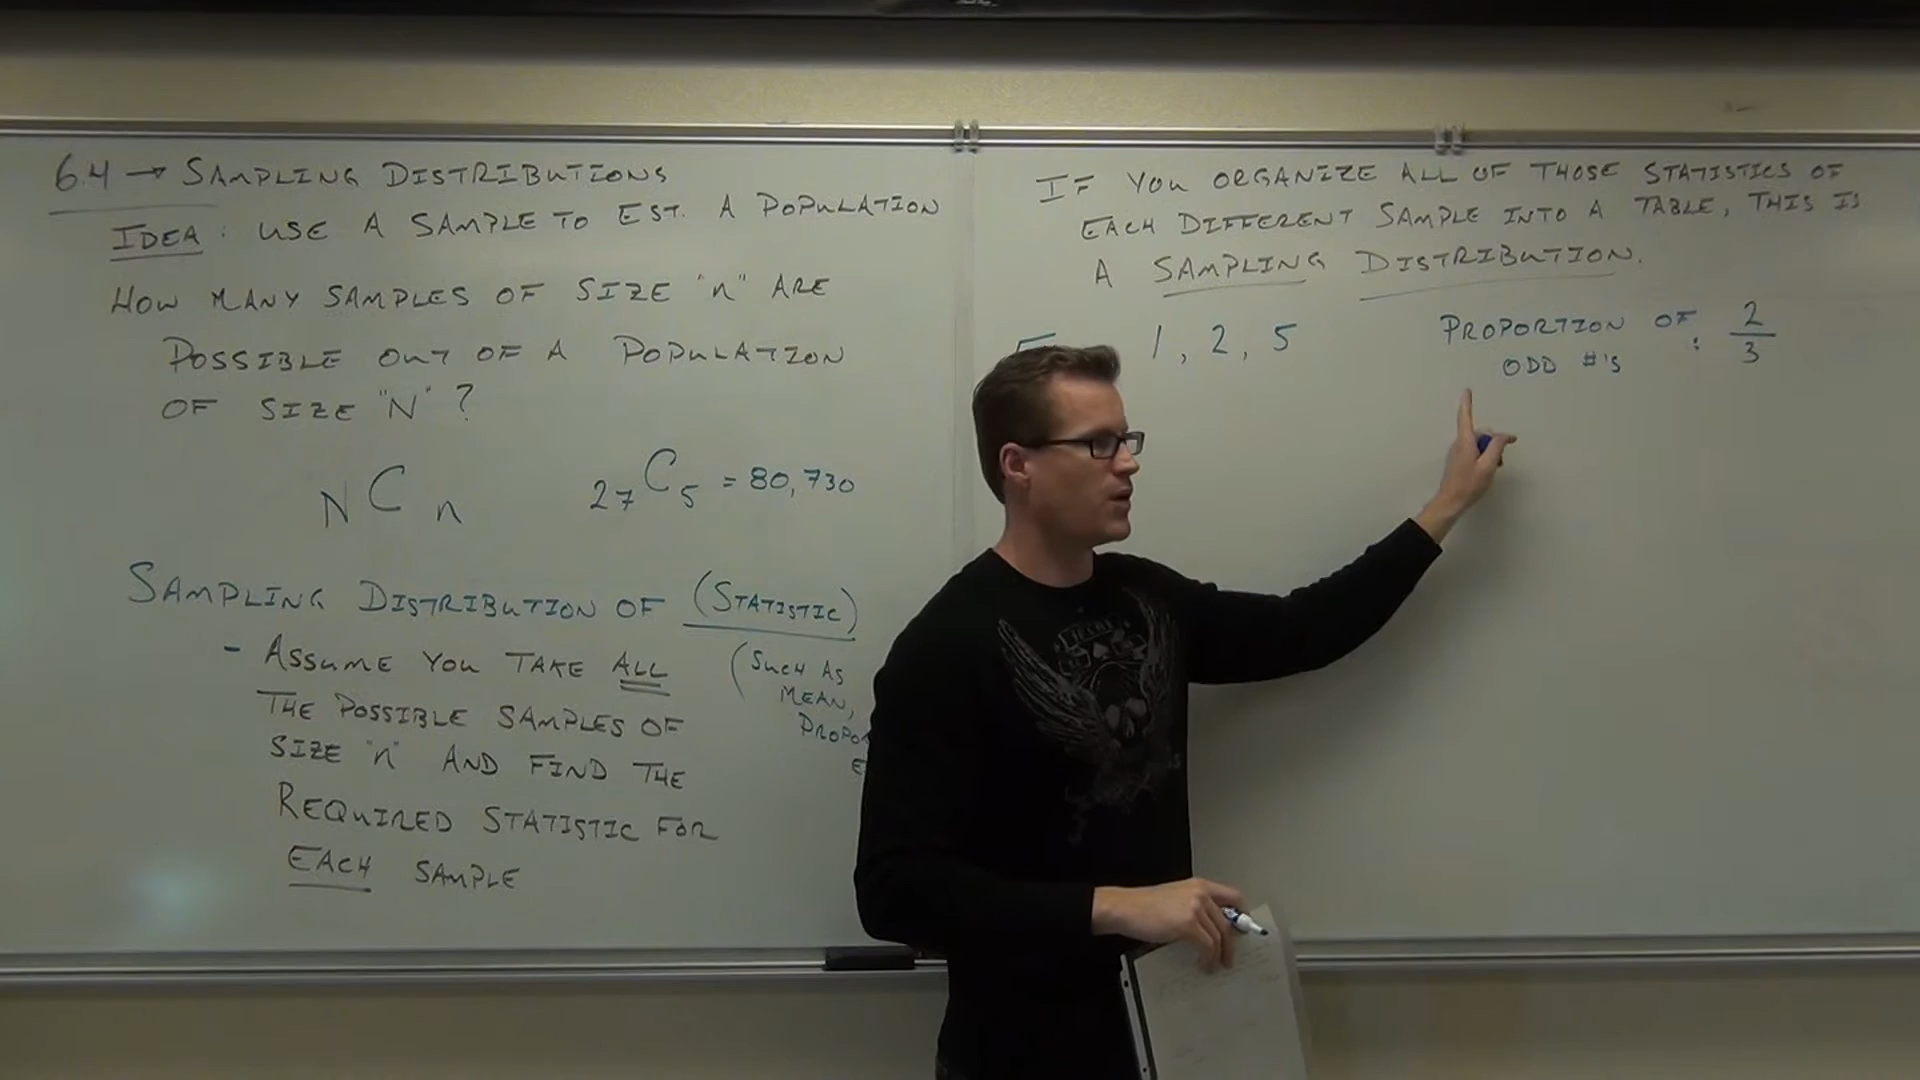 6.4 → SAMPLING DISTRIBUTIONS
IDEA: USE A SAMPLE TO EST. A POPULATION
HOW MANY SAMPLES OF SIZE "n" ARE
POSSIBLE OUT OF A POPULATION
OF SIZE "N"?
N C n
27 C 5 = 80,730
SAMPLING DISTRIBUTION OF (STATISTIC)
- ASSUME YOU TAKE ALL
THE POSSIBLE SAMPLES OF
SIZE "n" AND FIND THE
REQUIRED STATISTIC FOR
EACH SAMPLE
(SUCH AS
MEAN,
IF YOU ORGANIZE ALL OF THOSE STATISTICS OF
EACH DIFFERENT SAMPLE INTO A TABLE, THIS IS
A SAMPLING DISTRIBUTION.
1, 2, 5
PROPORTION OF
ODD #'S : 2/3